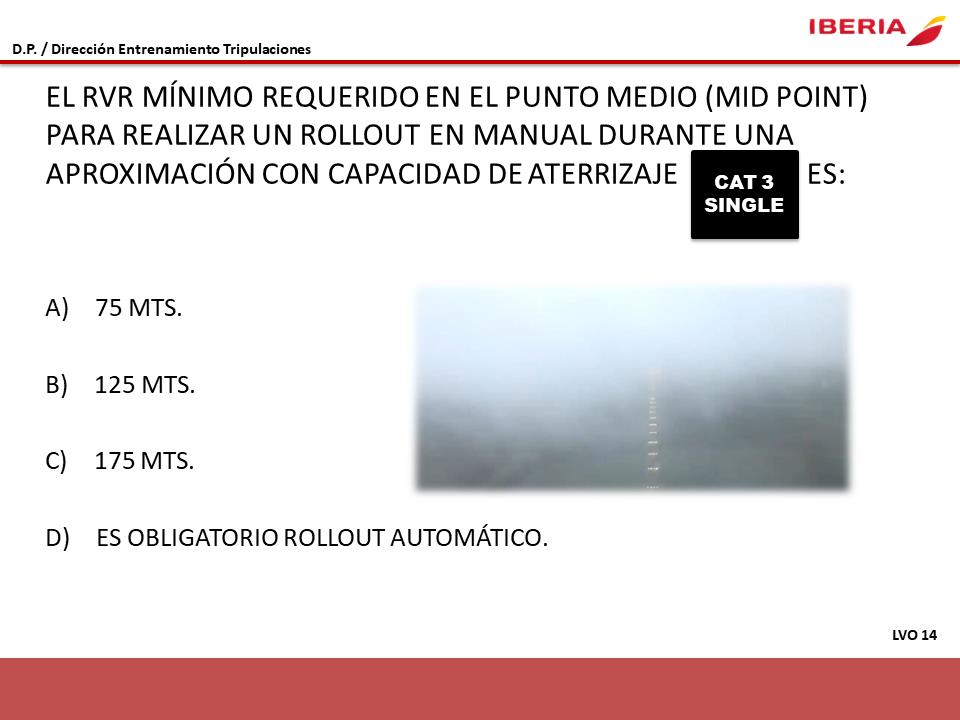 IBERIA
D.P. / Dirección Entrenamiento Tripulaciones
EL RVR MÍNIMO REQUERIDO EN EL PUNTO MEDIO (MID POINT)
PARA REALIZAR UN ROLLOUT EN MANUAL DURANTE UNA
APROXIMACIÓN CON CAPACIDAD DE ATERRIZAJE CAT 3 SINGLE ES:
A) 75 MTS.
B) 125 MTS.
C) 175 MTS.
D) ES OBLIGATORIO ROLLOUT AUTOMÁTICO.
LVO 14